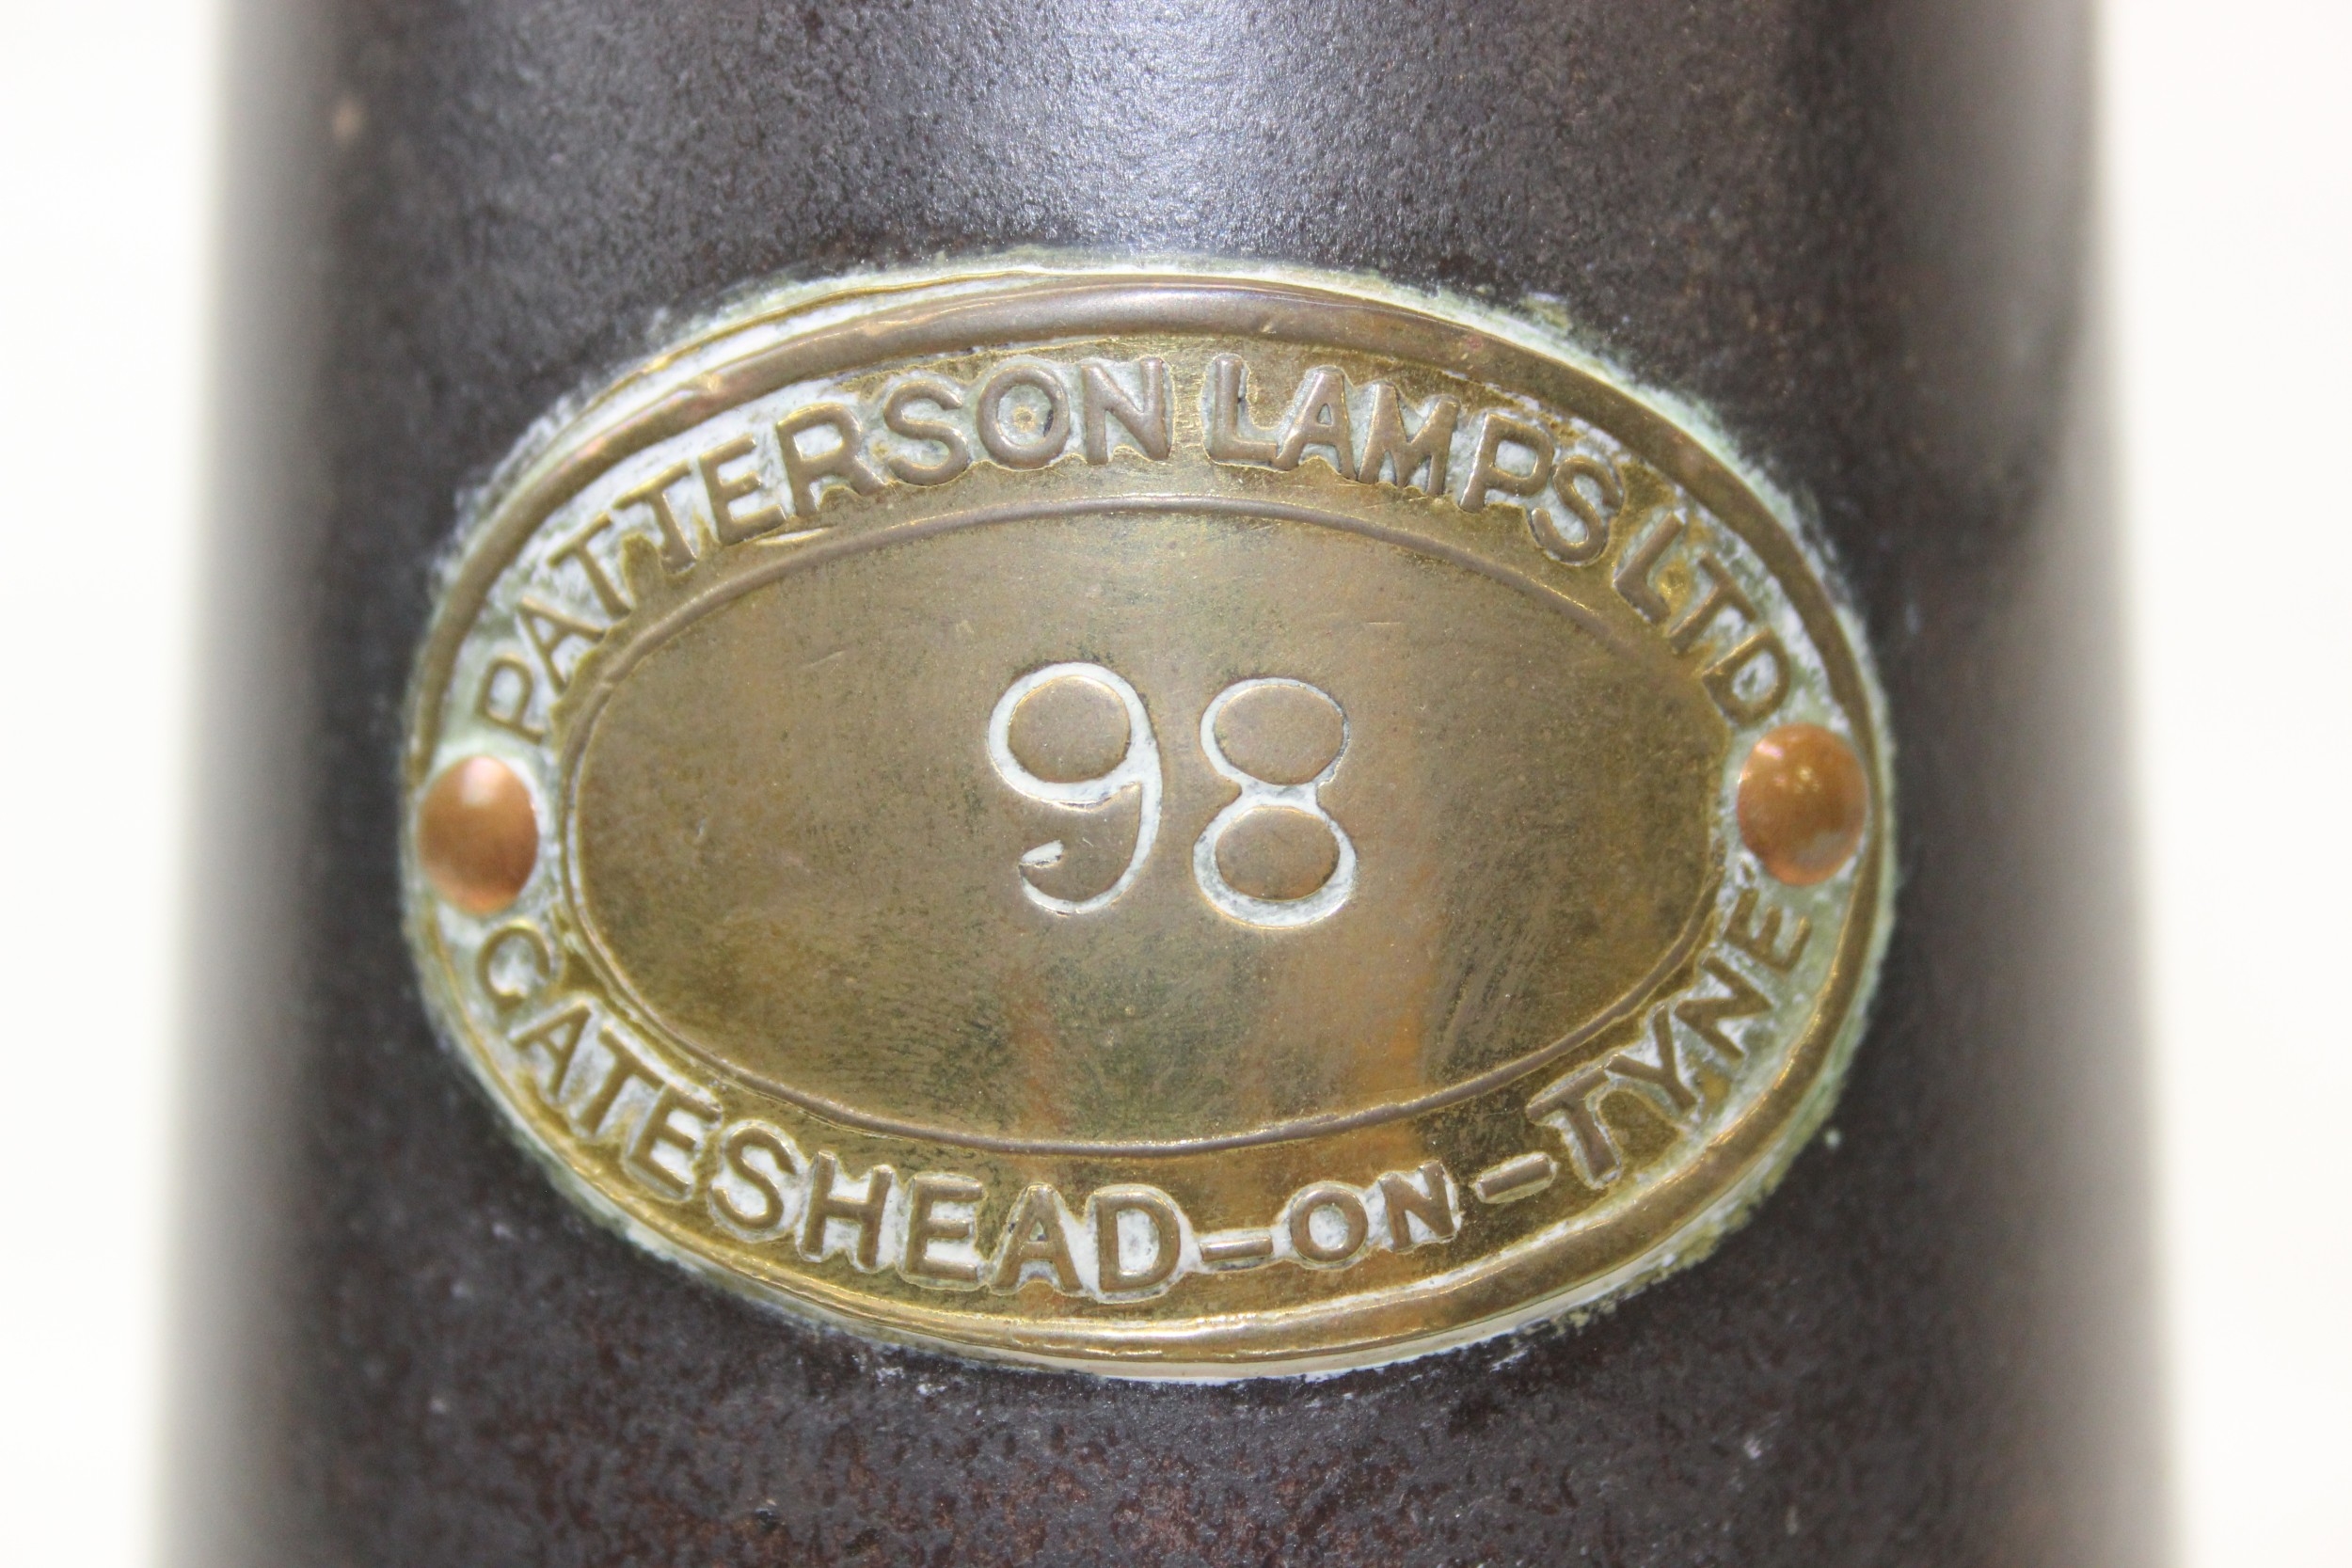 PATTERSON LAMPS LTD
98
GATESHEAD-ON-TYNE